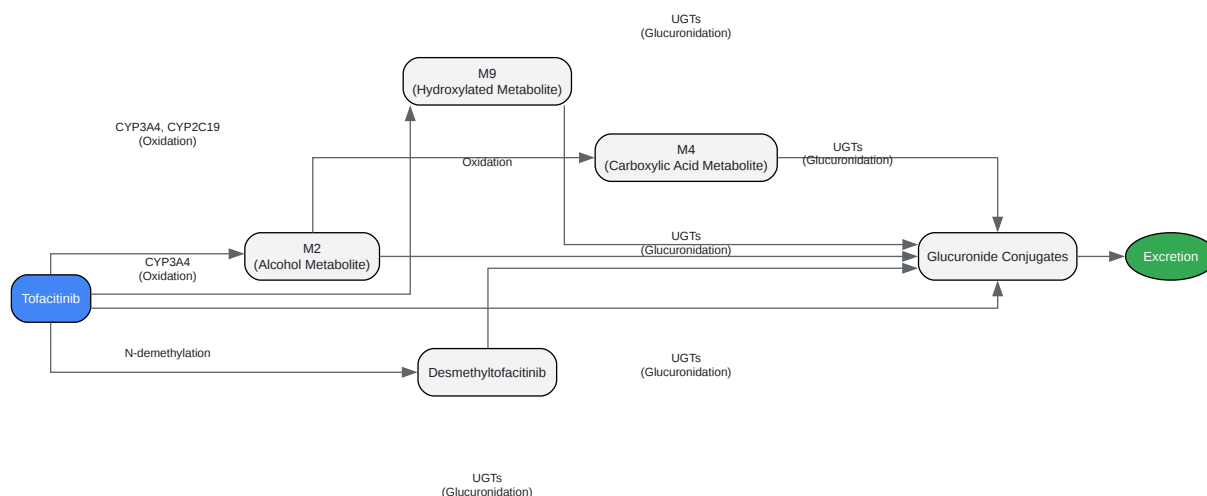 UGTs
(Glucuronidation)
M9
(Hydroxylated Metabolite)
CYP3A4, CYP2C19
(Oxidation)
Oxidation
M4
(Carboxylic Acid Metabolite)
UGTs
(Glucuronidation)
M2
(Alcohol Metabolite)
CYP3A4
(Oxidation)
UGTs
(Glucuronidation)
Glucuronide Conjugates
Excretion
Tofacitinib
N-demethylation
Desmethyltofacitinib
UGTs
(Glucuronidation)
UGTs
(Glucuronidation)